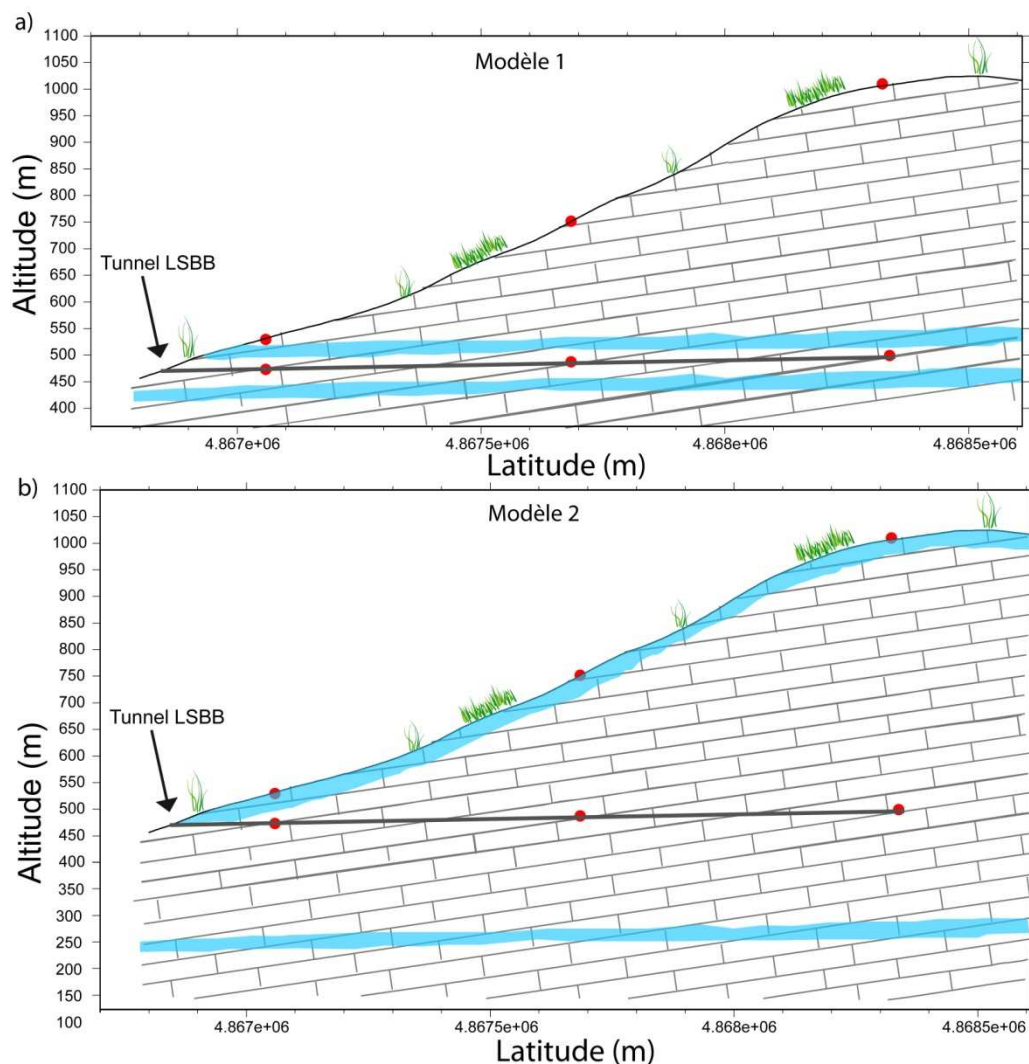 a)
Modèle 1
1100
1050
1000
950
900
850
800
750
700
650
600
550
500
450
400
Altitude (m)
Tunnel LSBB
4.867e+06
4.8675e+06
4.868e+06
4.8685e+06
Latitude (m)
b)
Modèle 2
1100
1050
1000
950
900
850
800
750
700
650
600
550
500
450
400
350
300
250
200
150
100
Altitude (m)
Tunnel LSBB
4.867e+06
4.8675e+06
4.868e+06
4.8685e+06
Latitude (m)